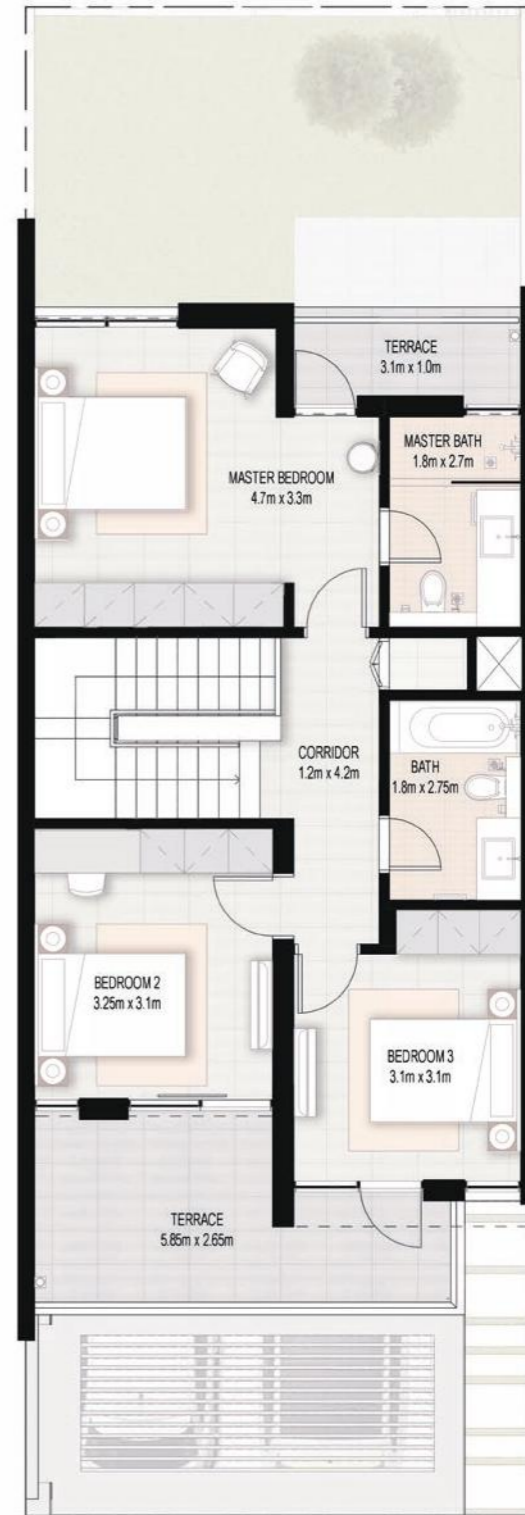 TERRACE
3.1m x 1.0m
MASTER BATH
1.8m x 2.7m
MASTER BEDROOM
4.7m x 3.3m
CORRIDOR
1.2m x 4.2m
BATH
1.8m x 2.75m
BEDROOM 2
3.25m x 3.1m
BEDROOM 3
3.1m x 3.1m
TERRACE
5.85m x 2.65m